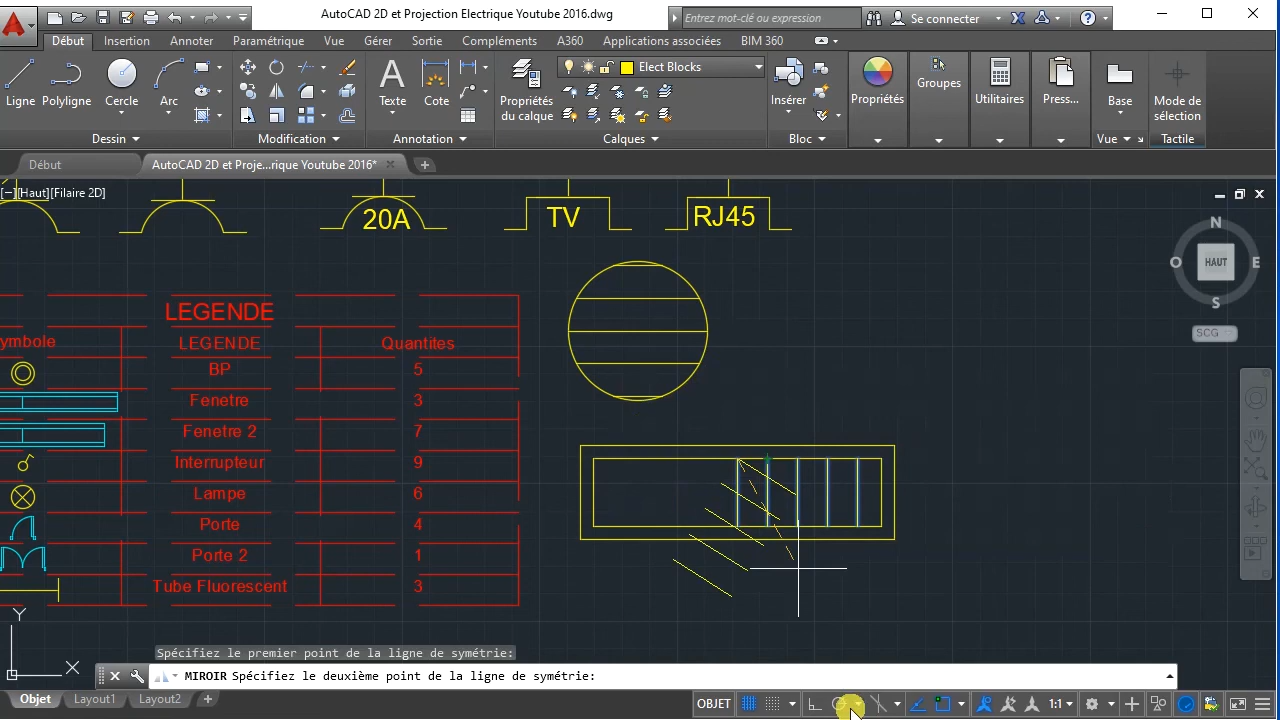 AutoCAD 2D et Projection Electrique Youtube 2016.dwg
Entrez mot-clé ou expression
Se connecter
Début Insertion Annoter Paramétrique Vue Gérer Sortie Compléments A360 Applications associées BIM 360
Elect Blocks
Ligne Polyligne Cercle Arc
Texte Cote
Propriétés du calque
Insérer
Propriétés
Groupes
Utilitaires
Press...
Base
Mode de sélection
Dessin Modification Annotation Calques Bloc Vue Tactile
Début
AutoCAD 2D et Proje...rique Youtube 2016*
[−][Haut][Filaire 2D]
20A TV RJ45
N
O HAUT E
S
SCG
LEGENDE
ymbole LEGENDE Quantites
BP 5
Fenetre 3
Fenetre 2 7
Interrupteur 9
Lampe 6
Porte 4
Porte 2 1
Tube Fluorescent 3
Y
X
Spécifiez le premier point de la ligne de symétrie:
MIROIR Spécifiez le deuxième point de la ligne de symétrie:
Objet Layout1 Layout2
OBJET
1:1